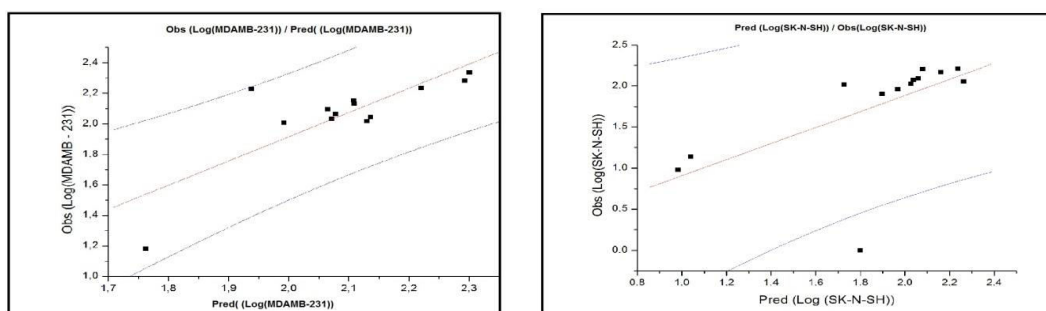 Obs (Log(MDAMB-231)) / Pred( (Log(MDAMB-231))
Obs (Log(MDAMB - 231))
2,4
2,2
2,0
1,8
1,6
1,4
1,2
1,0
1,7 1,8 1,9 2,0 2,1 2,2 2,3
Pred( (Log(MDAMB-231))
Pred (Log(SK-N-SH)) / Obs(Log(SK-N-SH))
Obs (Log(SK-N-SH))
2.5
2.0
1.5
1.0
0.5
0.0
0.8 1.0 1.2 1.4 1.6 1.8 2.0 2.2 2.4
Pred (Log (SK-N-SH))